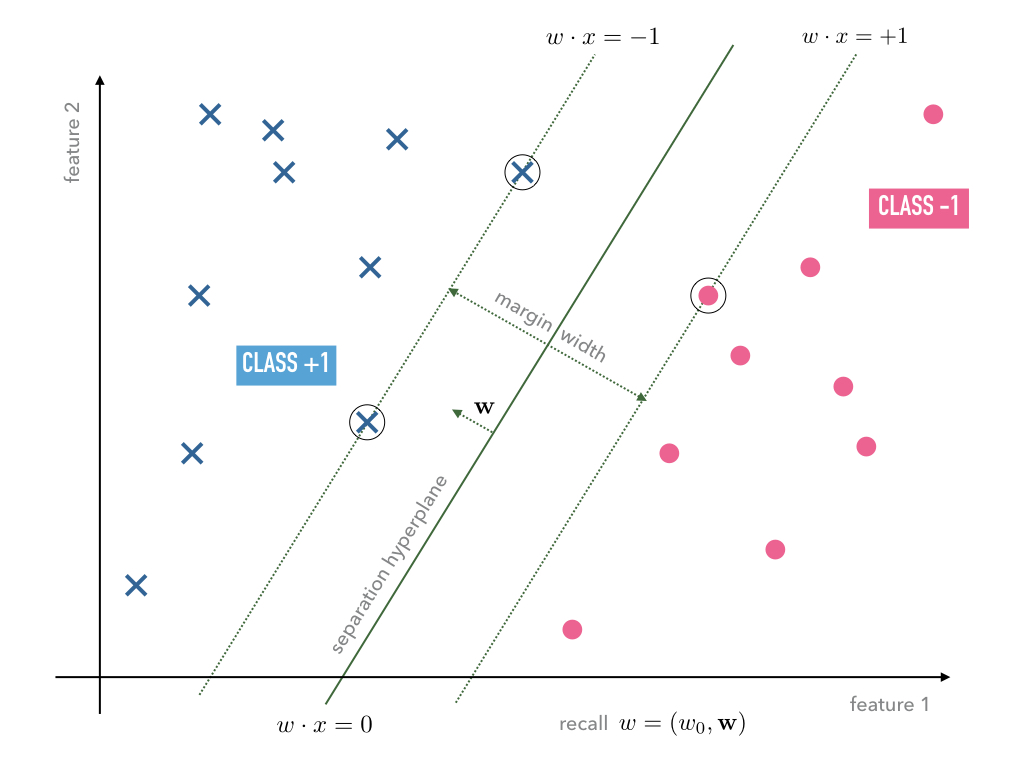 w · x = −1
w · x = +1
feature 2
CLASS -1
margin width
CLASS +1
w
separation hyperplane
feature 1
w · x = 0
recall w = (w₀, w)